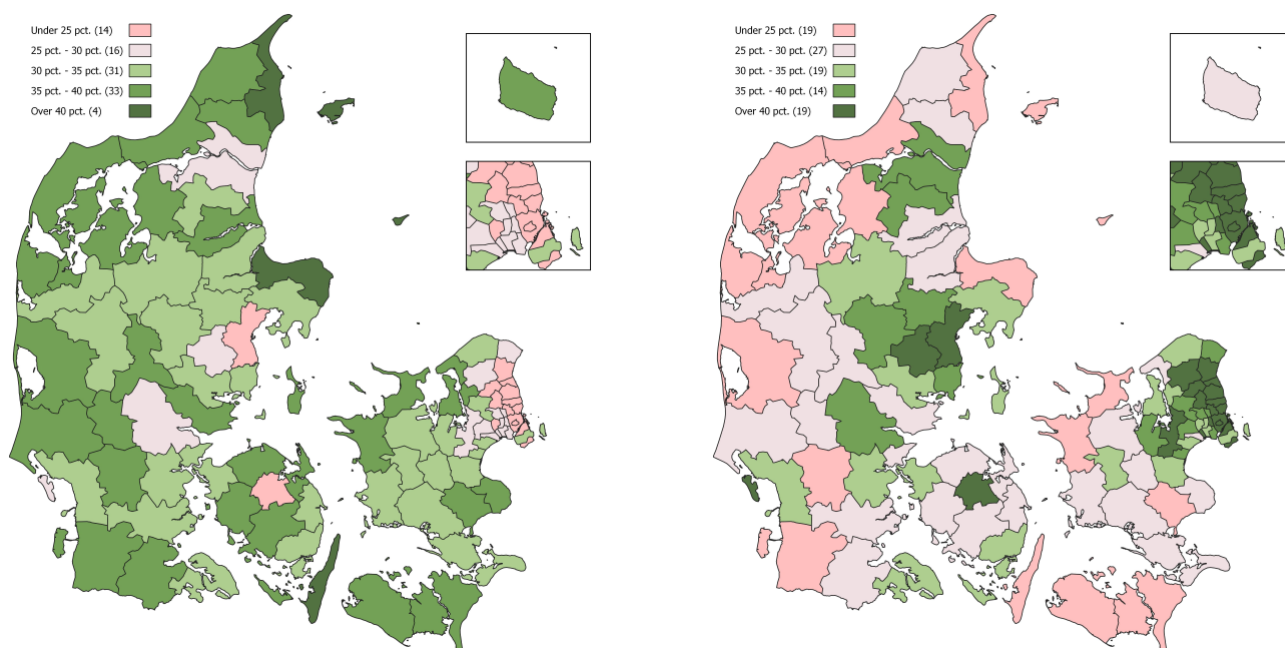 Under 25 pct. (14)
25 pct. - 30 pct. (16)
30 pct. - 35 pct. (31)
35 pct. - 40 pct. (33)
Over 40 pct. (4)
Under 25 pct. (19)
25 pct. - 30 pct. (27)
30 pct. - 35 pct. (19)
35 pct. - 40 pct. (14)
Over 40 pct. (19)